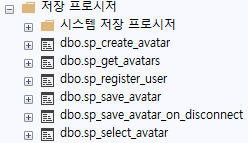 저장 프로시저
시스템 저장 프로시저
dbo.sp_create_avatar
dbo.sp_get_avatars
dbo.sp_register_user
dbo.sp_save_avatar
dbo.sp_save_avatar_on_disconnect
dbo.sp_select_avatar